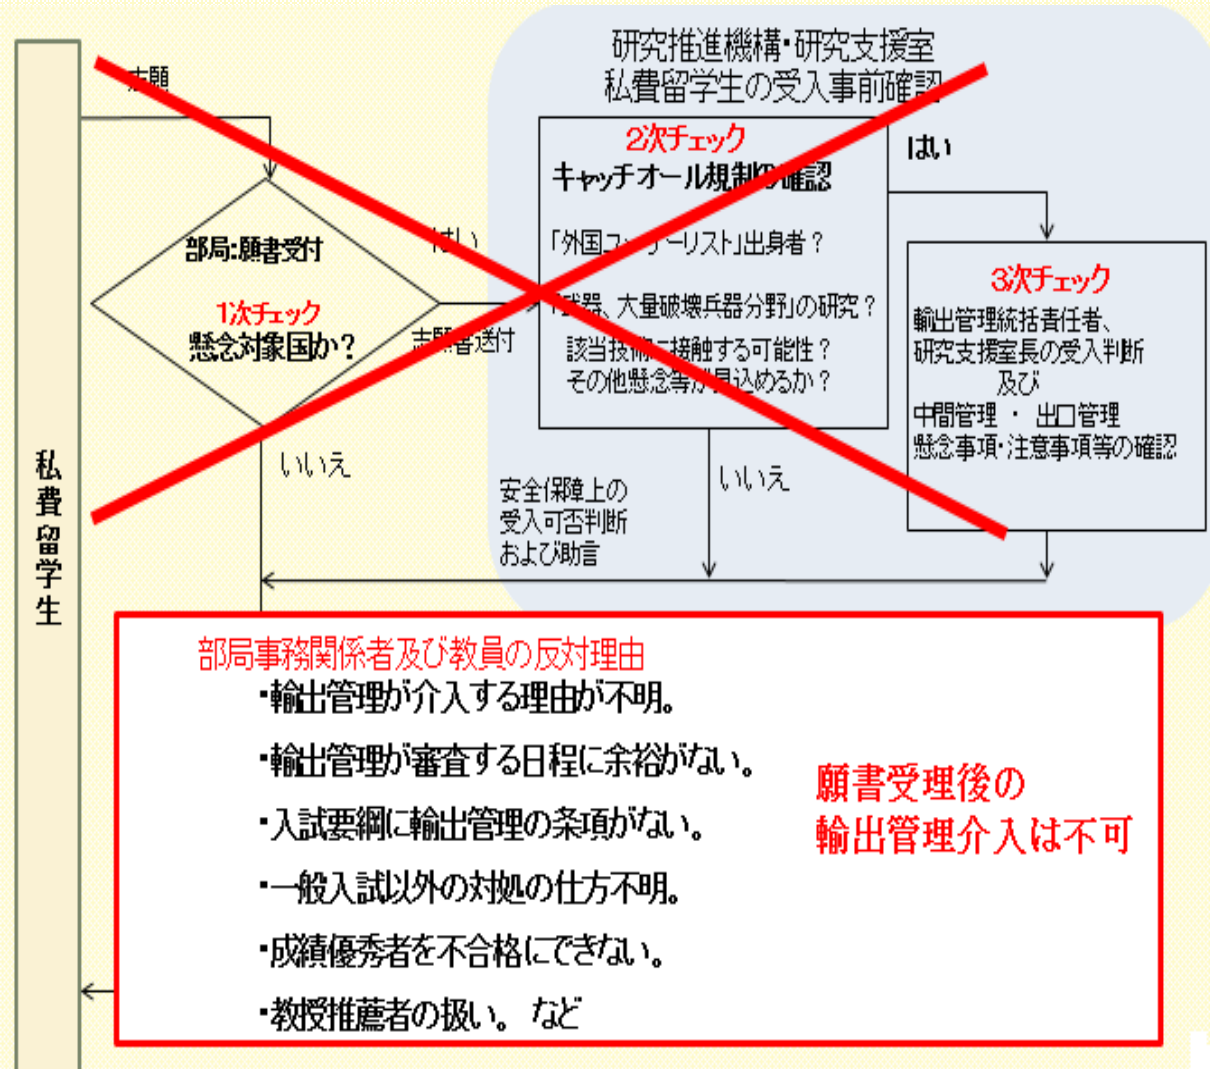 私費留学生
志願
部局:願書受付
1次チェック
懸念対象国か?
はい
志願書送付
いいえ
研究推進機構・研究支援室
私費留学生の受入事前確認
2次チェック
キャッチオール規制の確認
「外国ユーザーリスト」出身者?
「武器、大量破壊兵器分野」の研究?
該当技術に接触する可能性?
その他懸念等が見込めるか?
はい
いいえ
3次チェック
輸出管理統括責任者、
研究支援室長の受入判断
及び
中間管理 ・ 出口管理
懸念事項・注意事項等の確認
安全保障上の
受入可否判断
および助言
部局事務関係者及び教員の反対理由
・輸出管理が介入する理由が不明。
・輸出管理が審査する日程に余裕がない。
・入試要綱に輸出管理の条項がない。
・一般入試以外の対処の仕方不明。
・成績優秀者を不合格にできない。
・教授推薦者の扱い。 など
願書受理後の
輸出管理介入は不可